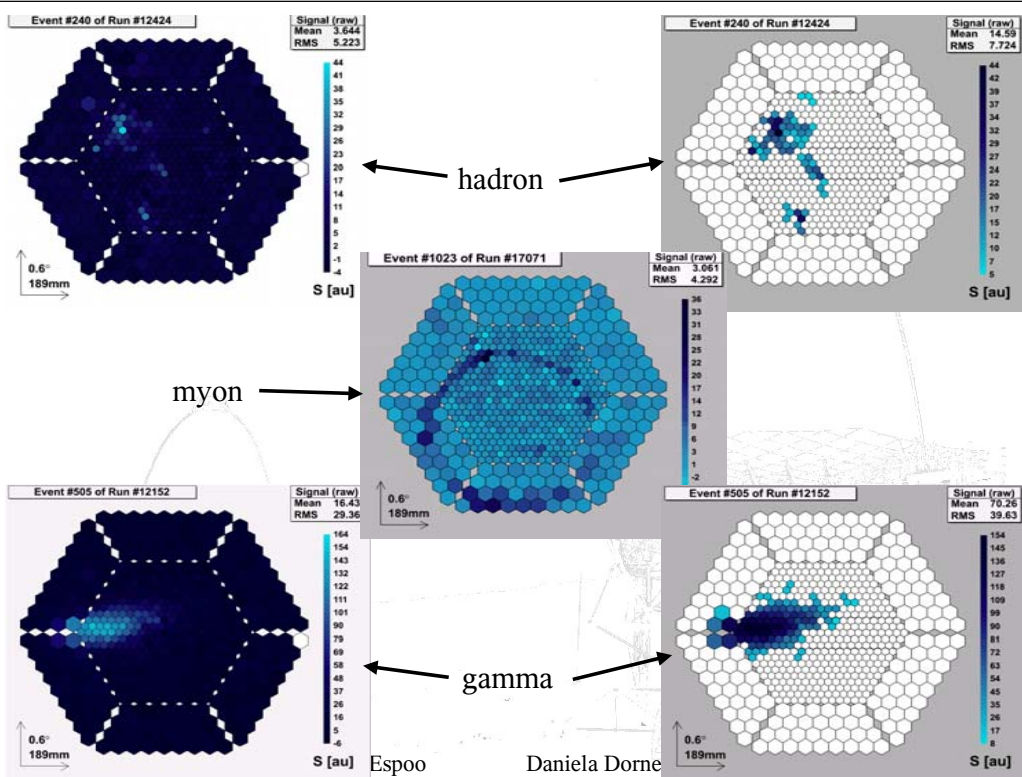 Event #240 of Run #12424
Signal (raw)
Mean 3.644
RMS 5.223
44
41
38
35
32
29
26
23
20
17
14
11
8
5
2
-1
-4
0.6°
189mm
S [au]
Event #240 of Run #12424
Signal (raw)
Mean 14.59
RMS 7.724
44
42
39
34
32
29
27
24
22
20
17
15
12
10
7
5
0.6°
189mm
S [au]
hadron
Event #1023 of Run #17071
Signal (raw)
Mean 3.061
RMS 4.292
36
33
31
28
25
22
20
17
14
12
9
6
3
1
-2
0.6°
189mm
myon
Event #505 of Run #12152
Signal (raw)
Mean 16.43
RMS 29.36
164
154
143
132
122
111
101
90
79
69
58
48
37
26
16
5
-6
0.6°
189mm
S [au]
Event #505 of Run #12152
Signal (raw)
Mean 70.26
RMS 39.63
154
145
136
127
118
109
99
90
81
72
63
54
45
35
26
17
8
0.6°
189mm
S [au]
gamma
Espoo
Daniela Dorne